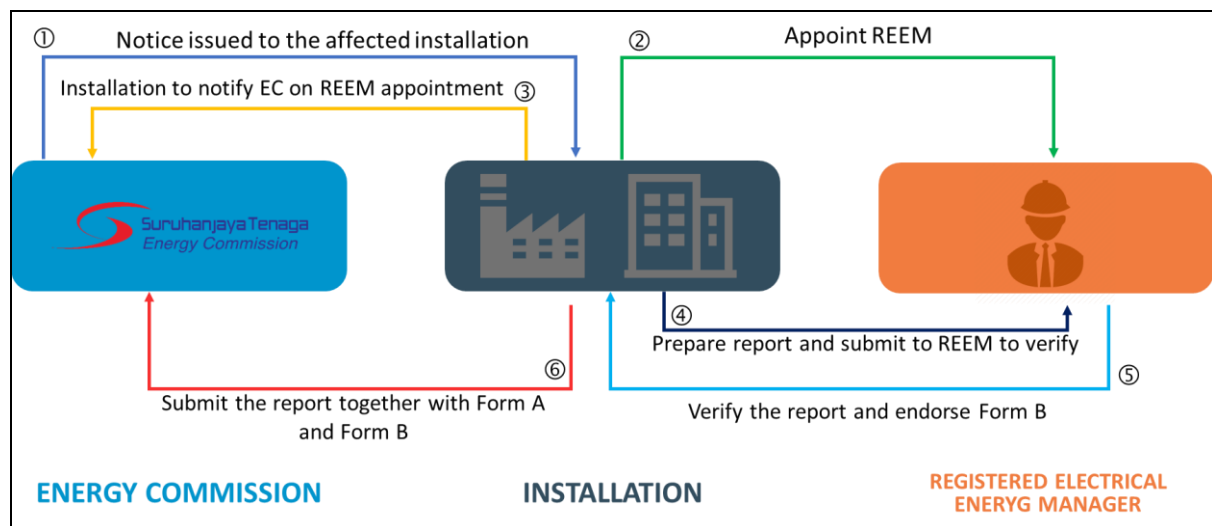 ① Notice issued to the affected installation
② Appoint REEM
Installation to notify EC on REEM appointment ③
Suruhanjaya Tenaga
Energy Commission
④
Prepare report and submit to REEM to verify
⑥
Submit the report together with Form A
and Form B
⑤
Verify the report and endorse Form B
ENERGY COMMISSION
INSTALLATION
REGISTERED ELECTRICAL
ENERYG MANAGER